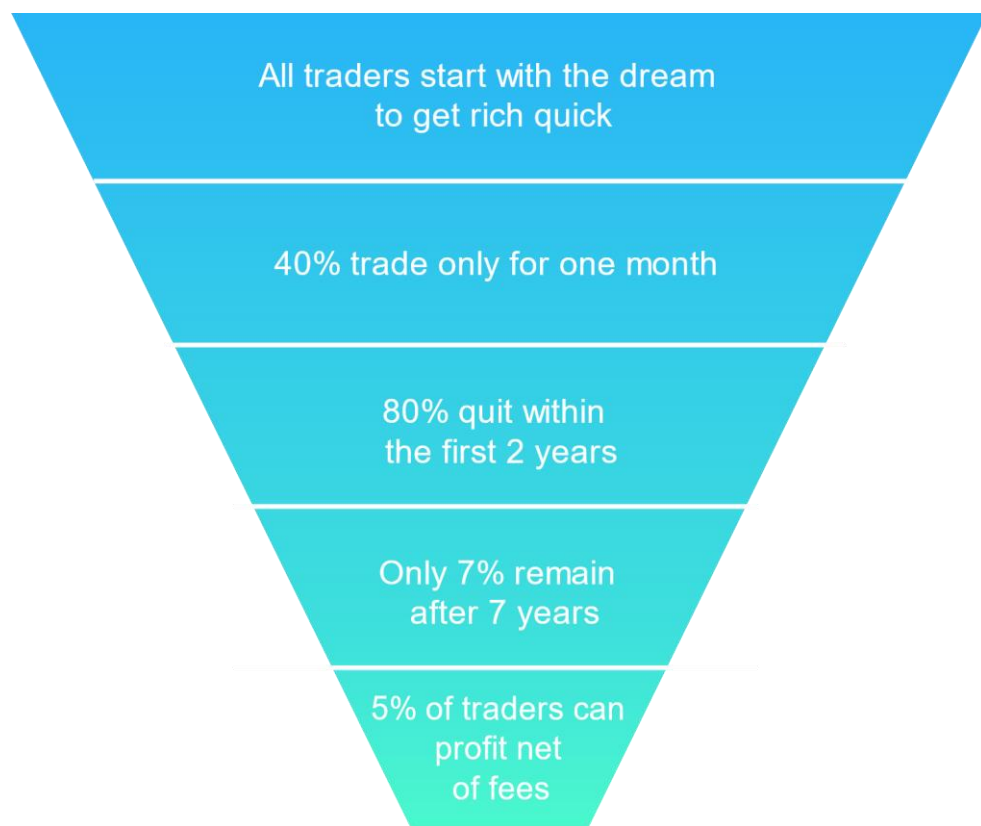 All traders start with the dream
to get rich quick
40% trade only for one month
80% quit within
the first 2 years
Only 7% remain
after 7 years
5% of traders can
profit net
of fees